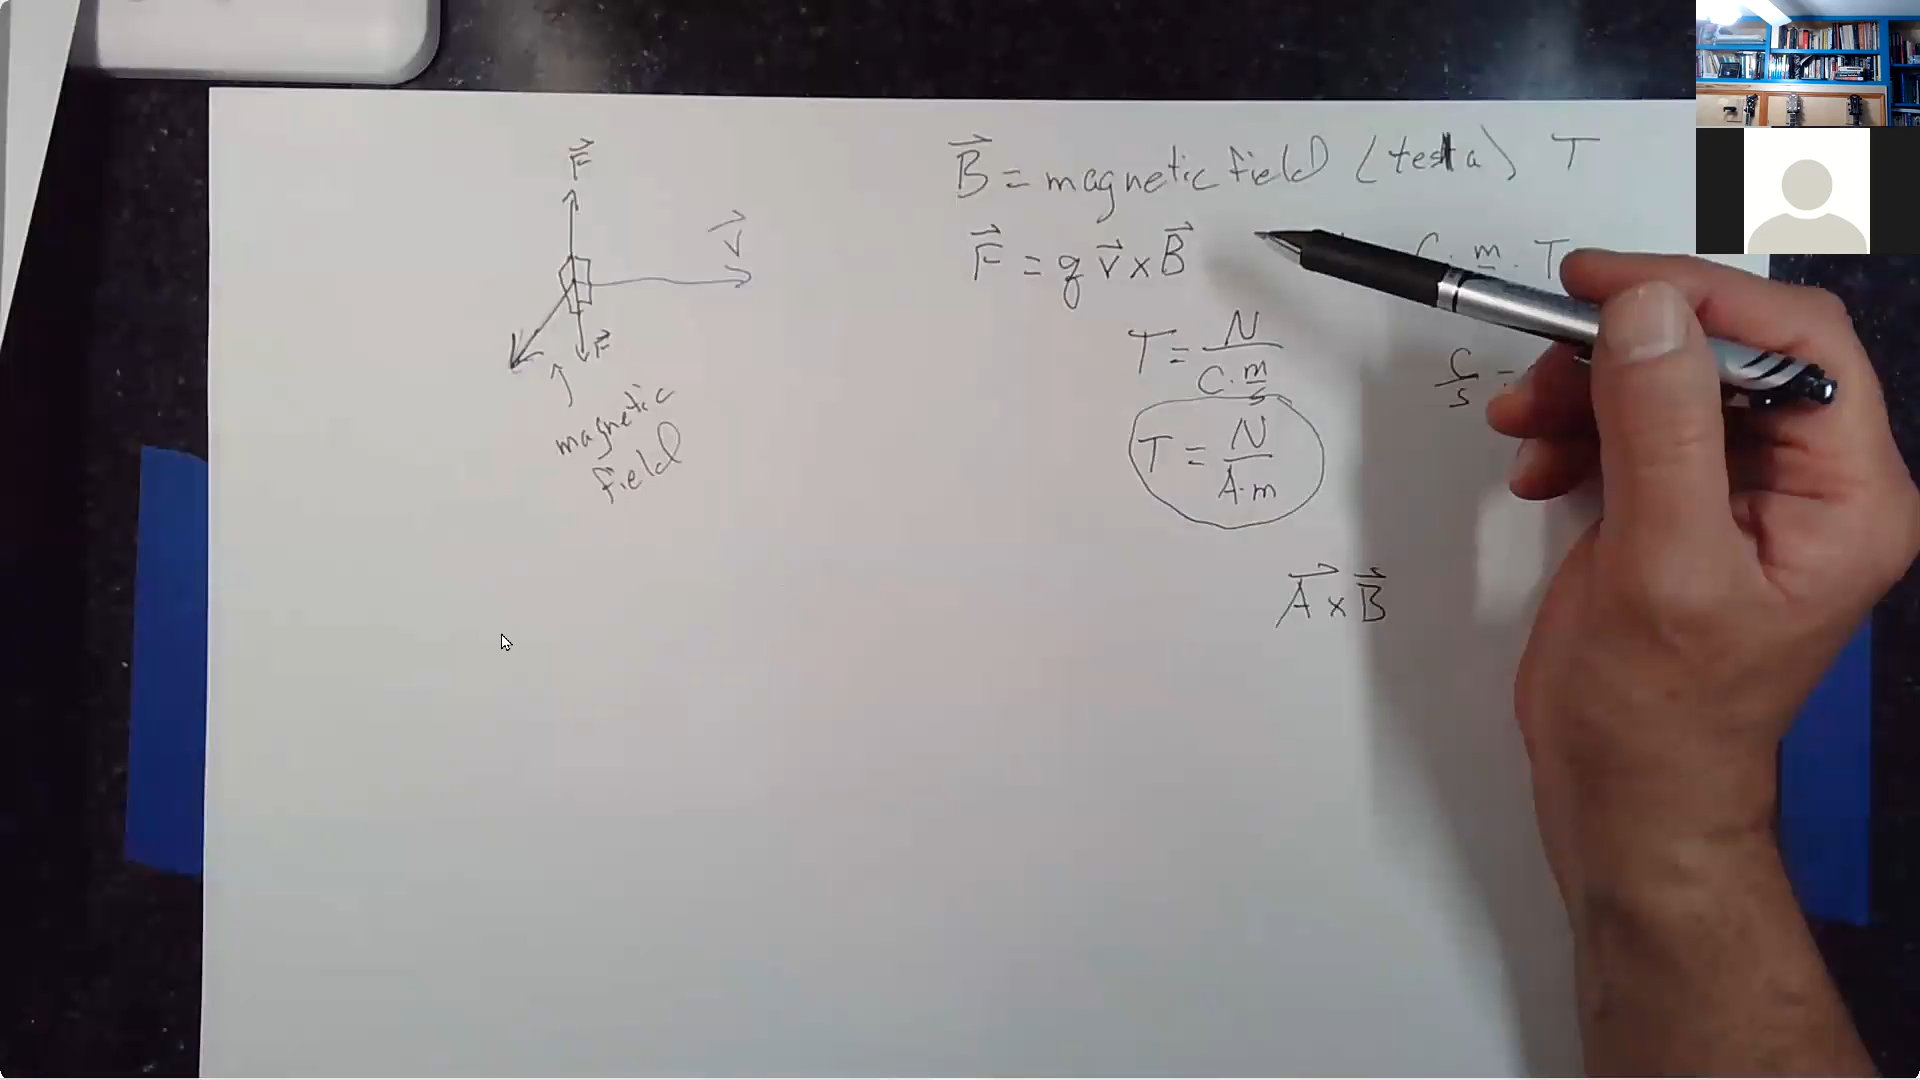 F
V
F
magnetic
field
B = magnetic field (tesla) T
F = q v × B
C · m · T
T = N / C · m/s
C/s =
T = N / A · m
A × B